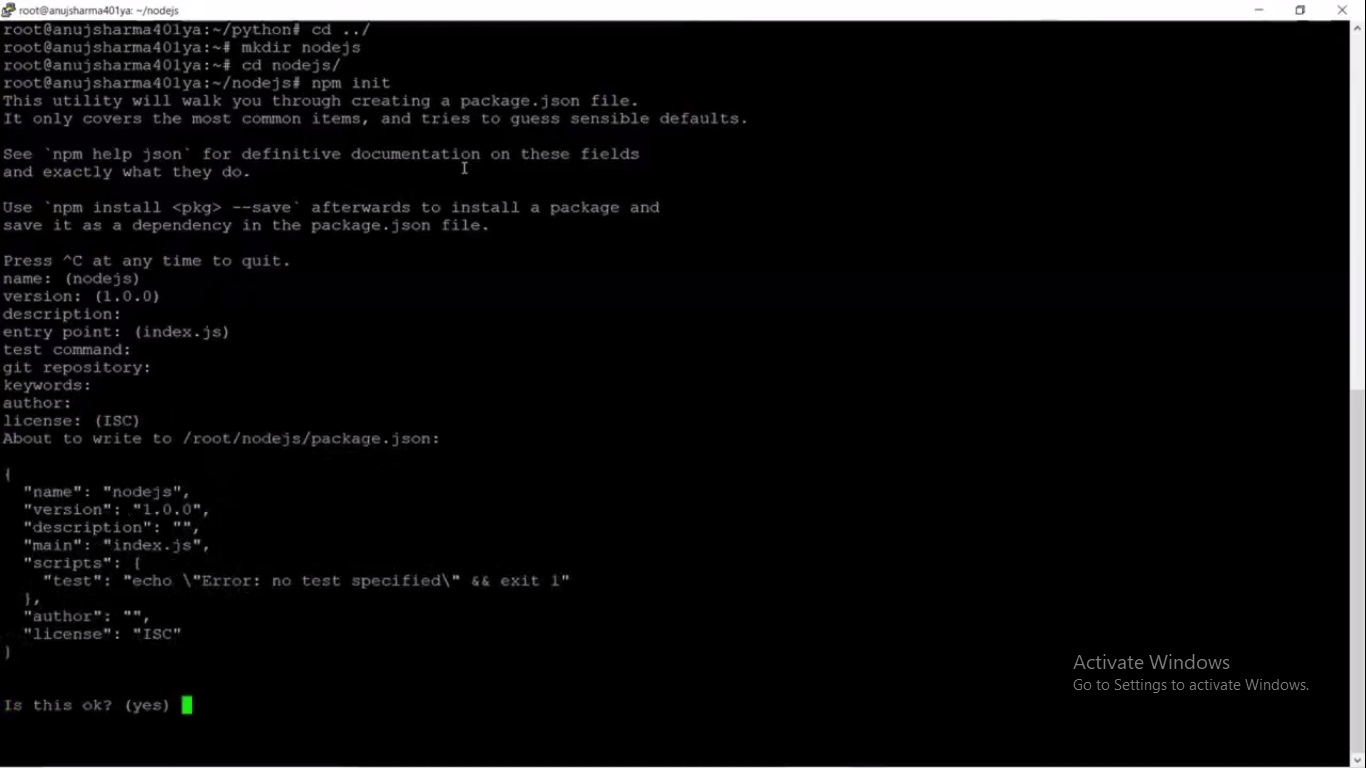 root@anujsharma401ya: ~/nodejs
root@anujsharma401ya:~/python# cd ../
root@anujsharma401ya:~# mkdir nodejs
root@anujsharma401ya:~# cd nodejs/
root@anujsharma401ya:~/nodejs# npm init
This utility will walk you through creating a package.json file.
It only covers the most common items, and tries to guess sensible defaults.
See `npm help json` for definitive documentation on these fields
and exactly what they do.
Use `npm install <pkg> --save` afterwards to install a package and
save it as a dependency in the package.json file.
Press ^C at any time to quit.
name: (nodejs)
version: (1.0.0)
description:
entry point: (index.js)
test command:
git repository:
keywords:
author:
license: (ISC)
About to write to /root/nodejs/package.json:
{
  "name": "nodejs",
  "version": "1.0.0",
  "description": "",
  "main": "index.js",
  "scripts": {
    "test": "echo \"Error: no test specified\" && exit 1"
  },
  "author": "",
  "license": "ISC"
}
Is this ok? (yes)
Activate Windows
Go to Settings to activate Windows.